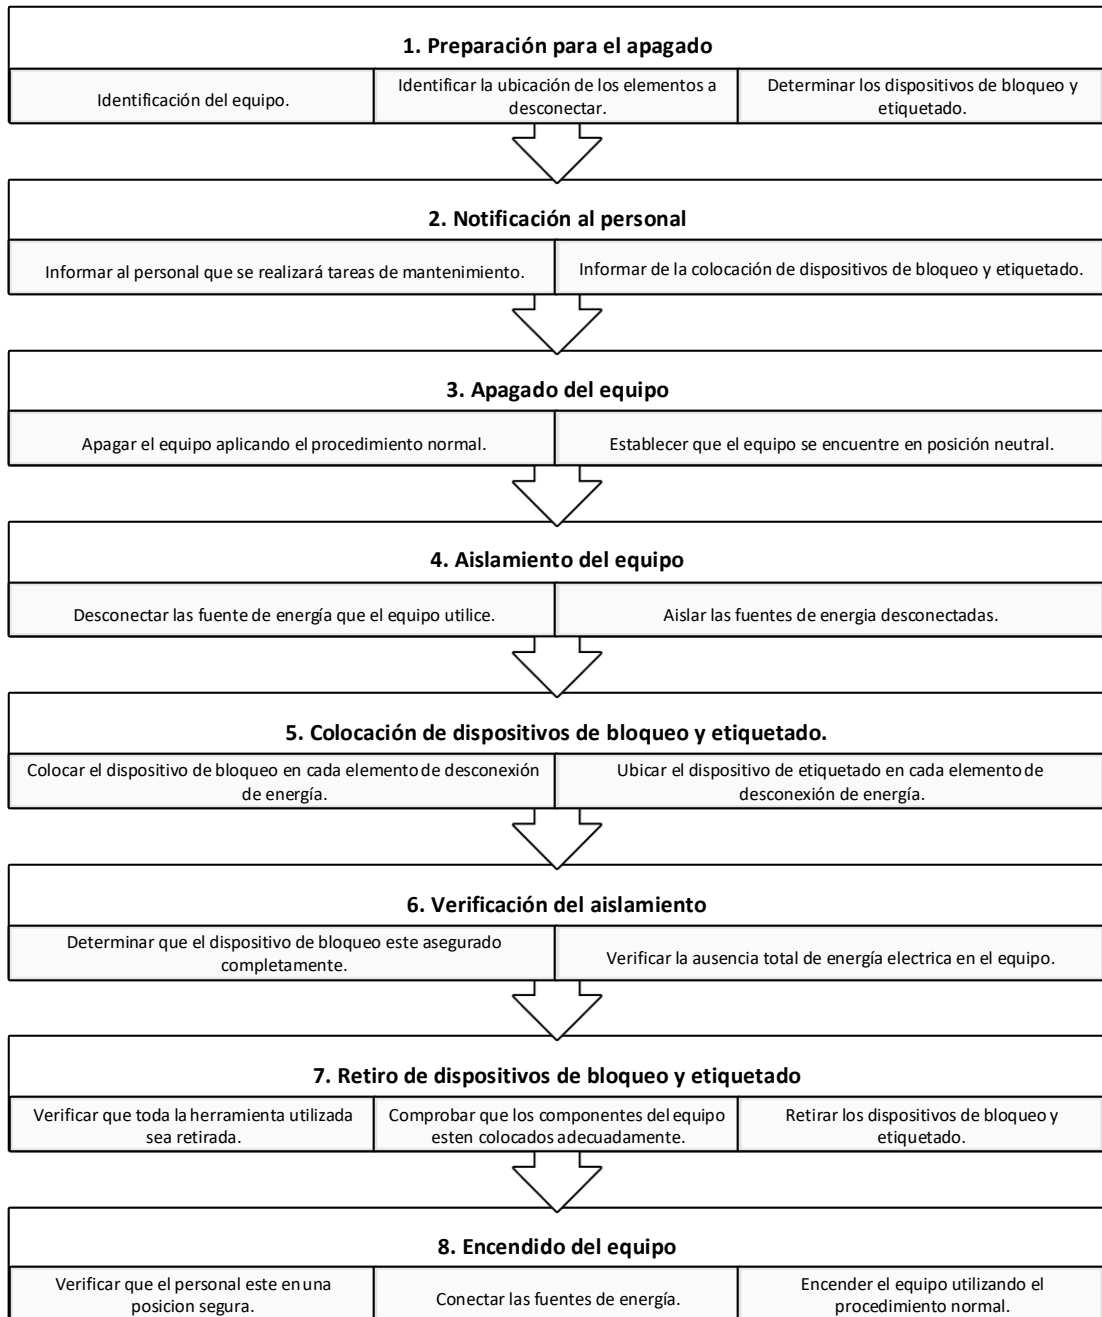 1. Preparación para el apagado
Identificación del equipo.
Identificar la ubicación de los elementos a
desconectar.
Determinar los dispositivos de bloqueo y
etiquetado.
2. Notificación al personal
Informar al personal que se realizará tareas de mantenimiento.
Informar de la colocación de dispositivos de bloqueo y etiquetado.
3. Apagado del equipo
Apagar el equipo aplicando el procedimiento normal.
Establecer que el equipo se encuentre en posición neutral.
4. Aislamiento del equipo
Desconectar las fuente de energía que el equipo utilice.
Aislar las fuentes de energia desconectadas.
5. Colocación de dispositivos de bloqueo y etiquetado.
Colocar el dispositivo de bloqueo en cada elemento de desconexión
de energía.
Ubicar el dispositivo de etiquetado en cada elemento de
desconexión de energía.
6. Verificación del aislamiento
Determinar que el dispositivo de bloqueo este asegurado
completamente.
Verificar la ausencia total de energía electrica en el equipo.
7. Retiro de dispositivos de bloqueo y etiquetado
Verificar que toda la herramienta utilizada
sea retirada.
Comprobar que los componentes del equipo
esten colocados adecuadamente.
Retirar los dispositivos de bloqueo y
etiquetado.
8. Encendido del equipo
Verificar que el personal este en una
posicion segura.
Conectar las fuentes de energía.
Encender el equipo utilizando el
procedimiento normal.